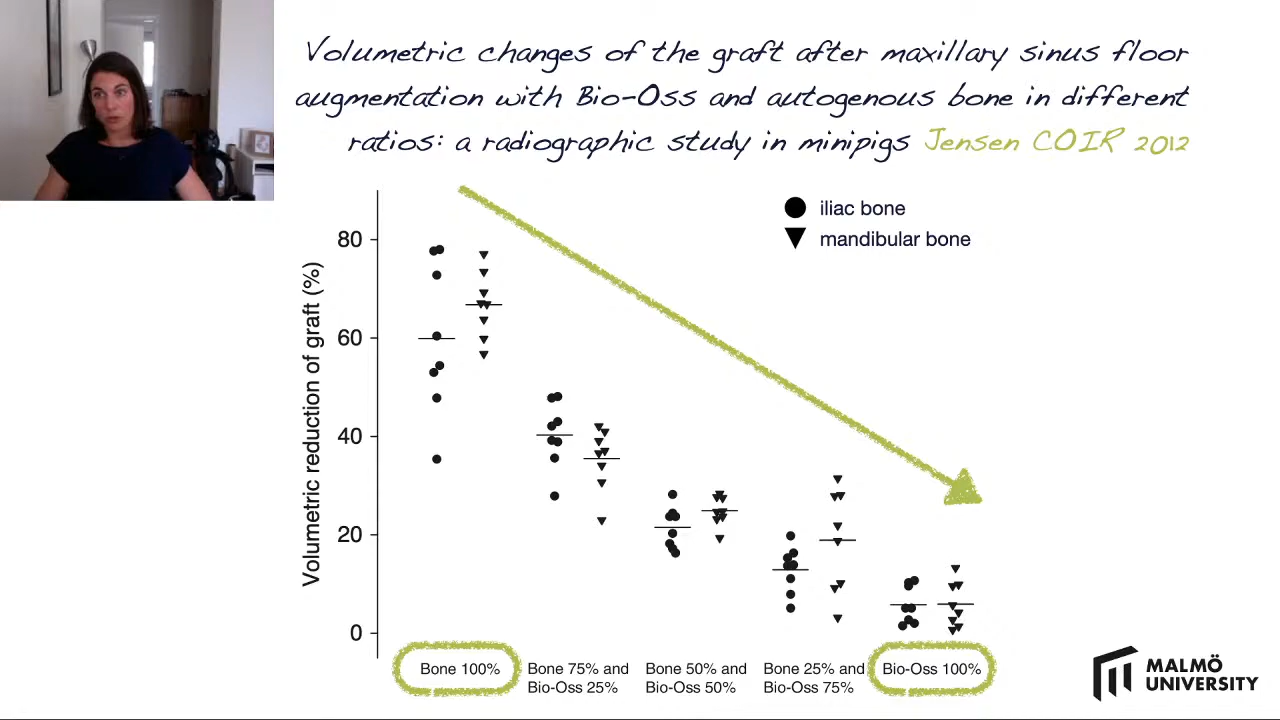 Volumetric changes of the graft after maxillary sinus floor
augmentation with Bio-Oss and autogenous bone in different
ratios: a radiographic study in minipigs Jensen COIR 2012
iliac bone
mandibular bone
Volumetric reduction of graft (%)
80
60
40
20
0
Bone 100%
Bone 75% and
Bio-Oss 25%
Bone 50% and
Bio-Oss 50%
Bone 25% and
Bio-Oss 75%
Bio-Oss 100%
MALMÖ
UNIVERSITY